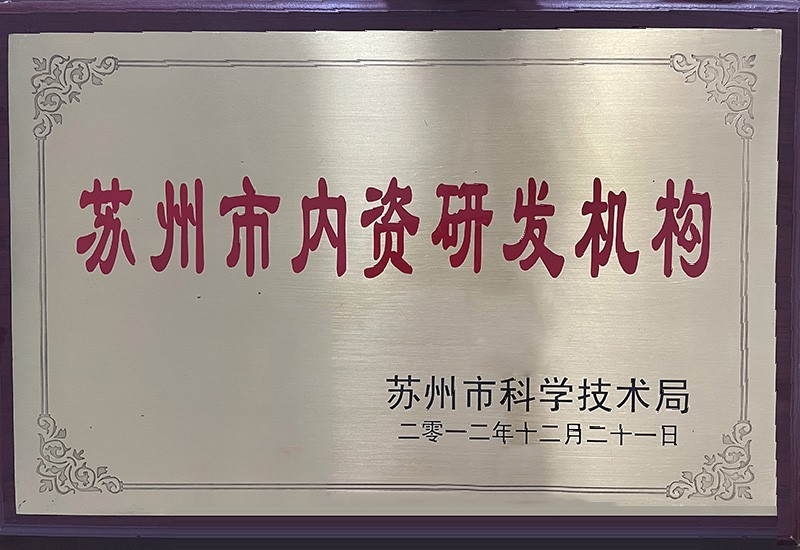 苏州市内资研发机构
苏州市科学技术局
二零一二年十二月二十一日